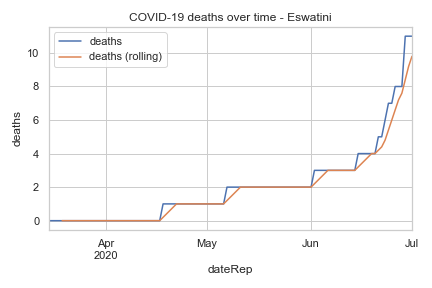 COVID-19 deaths over time - Eswatini
deaths
deaths (rolling)
10
8
6
4
2
0
deaths
Apr
2020
May
Jun
Jul
dateRep